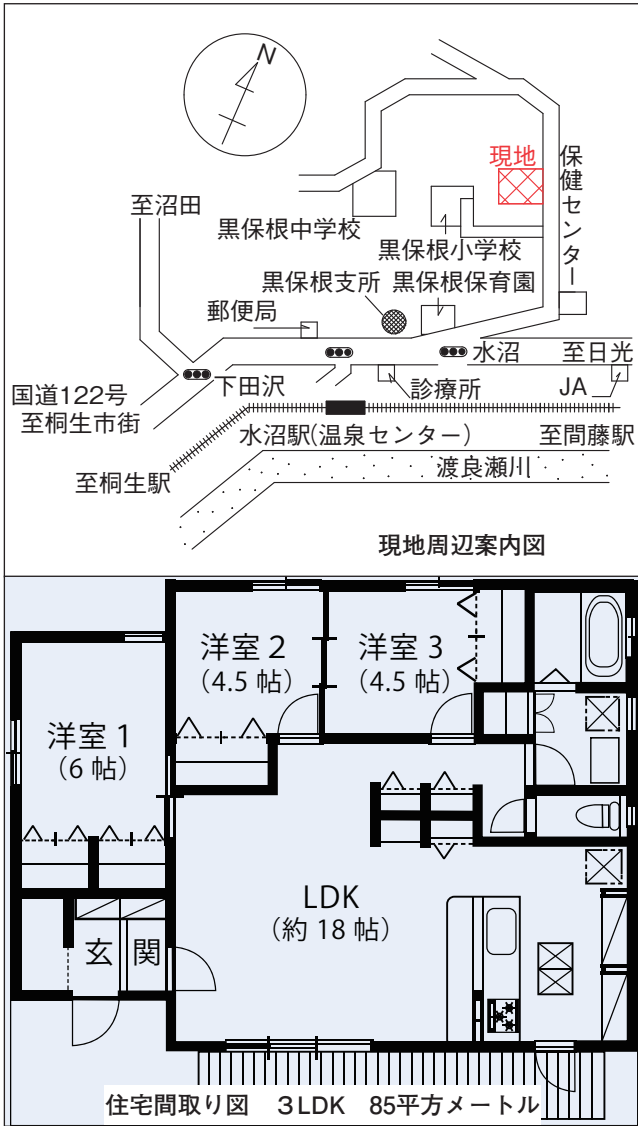 N
現地
保健センター
至沼田
黒保根中学校
黒保根小学校
黒保根支所
黒保根保育園
郵便局
水沼
至日光
国道122号
下田沢
診療所
JA
至桐生市街
水沼駅(温泉センター)
至間藤駅
至桐生駅
渡良瀬川
現地周辺案内図
洋室2
(4.5帖)
洋室3
(4.5帖)
洋室1
(6帖)
LDK
(約18帖)
玄関
住宅間取り図 3LDK 85平方メートル